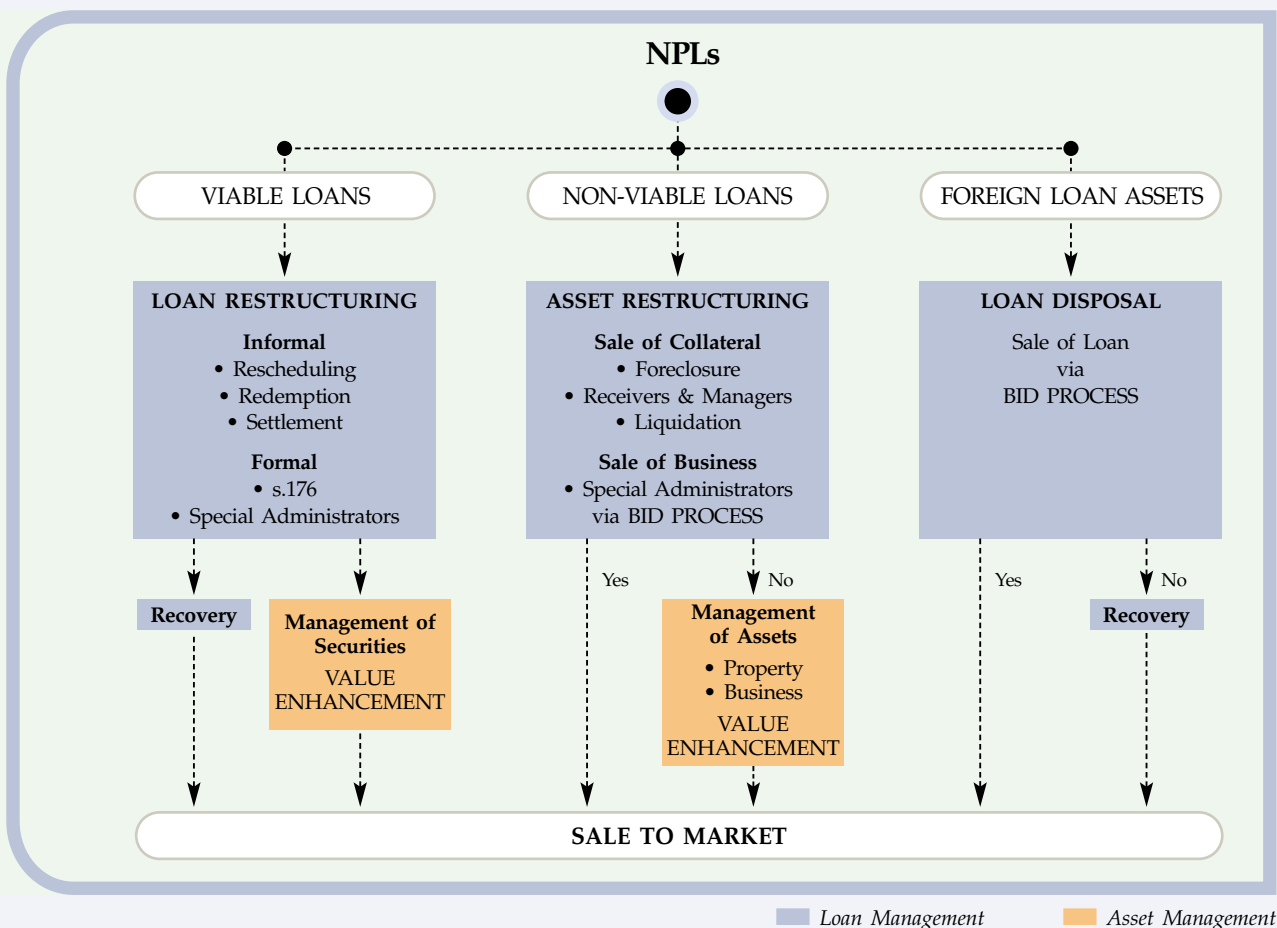 NPLs
VIABLE LOANS
NON-VIABLE LOANS
FOREIGN LOAN ASSETS
LOAN RESTRUCTURING
Informal
• Rescheduling
• Redemption
• Settlement
Formal
• s.176
• Special Administrators
ASSET RESTRUCTURING
Sale of Collateral
• Foreclosure
• Receivers & Managers
• Liquidation
Sale of Business
• Special Administrators
via BID PROCESS
LOAN DISPOSAL
Sale of Loan
via
BID PROCESS
Recovery
Management of
Securities
VALUE
ENHANCEMENT
Yes
No
Management
of Assets
• Property
• Business
VALUE
ENHANCEMENT
Yes
No
Recovery
SALE TO MARKET
Loan Management
Asset Management